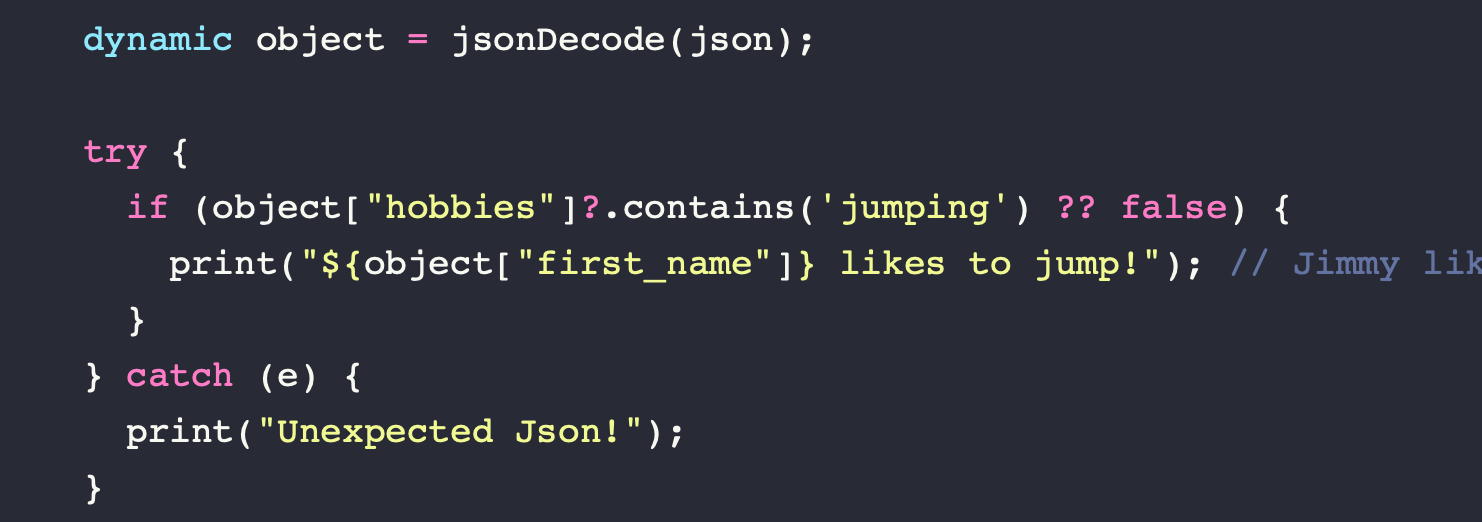 dynamic object = jsonDecode(json);
try {
if (object["hobbies"]?.contains('jumping') ?? false) {
print("${object["first_name"]} likes to jump!"); // Jimmy lik
}
} catch (e) {
print("Unexpected Json!");
}